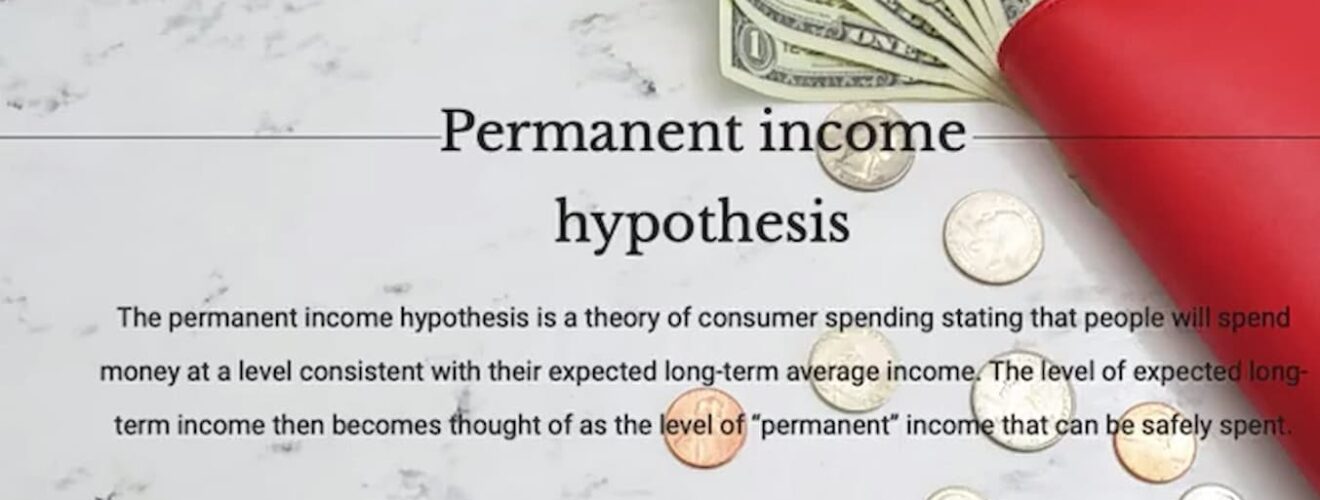 Permanent income
hypothesis
The permanent income hypothesis is a theory of consumer spending stating that people will spend
money at a level consistent with their expected long-term average income. The level of expected long-
term income then becomes thought of as the level of “permanent” income that can be safely spent.
1